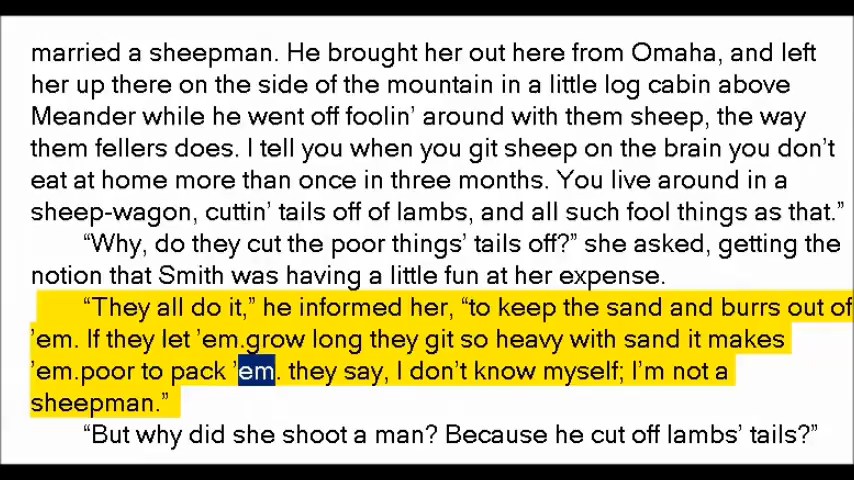 married a sheepman. He brought her out here from Omaha, and left
her up there on the side of the mountain in a little log cabin above
Meander while he went off foolin’ around with them sheep, the way
them fellers does. I tell you when you git sheep on the brain you don’t
eat at home more than once in three months. You live around in a
sheep-wagon, cuttin’ tails off of lambs, and all such fool things as that.”
“Why, do they cut the poor things’ tails off?” she asked, getting the
notion that Smith was having a little fun at her expense.
“They all do it,” he informed her, “to keep the sand and burrs out of
’em. If they let ’em.grow long they git so heavy with sand it makes
’em.poor to pack ’em. they say, I don’t know myself; I’m not a
sheepman.”
“But why did she shoot a man? Because he cut off lambs’ tails?”